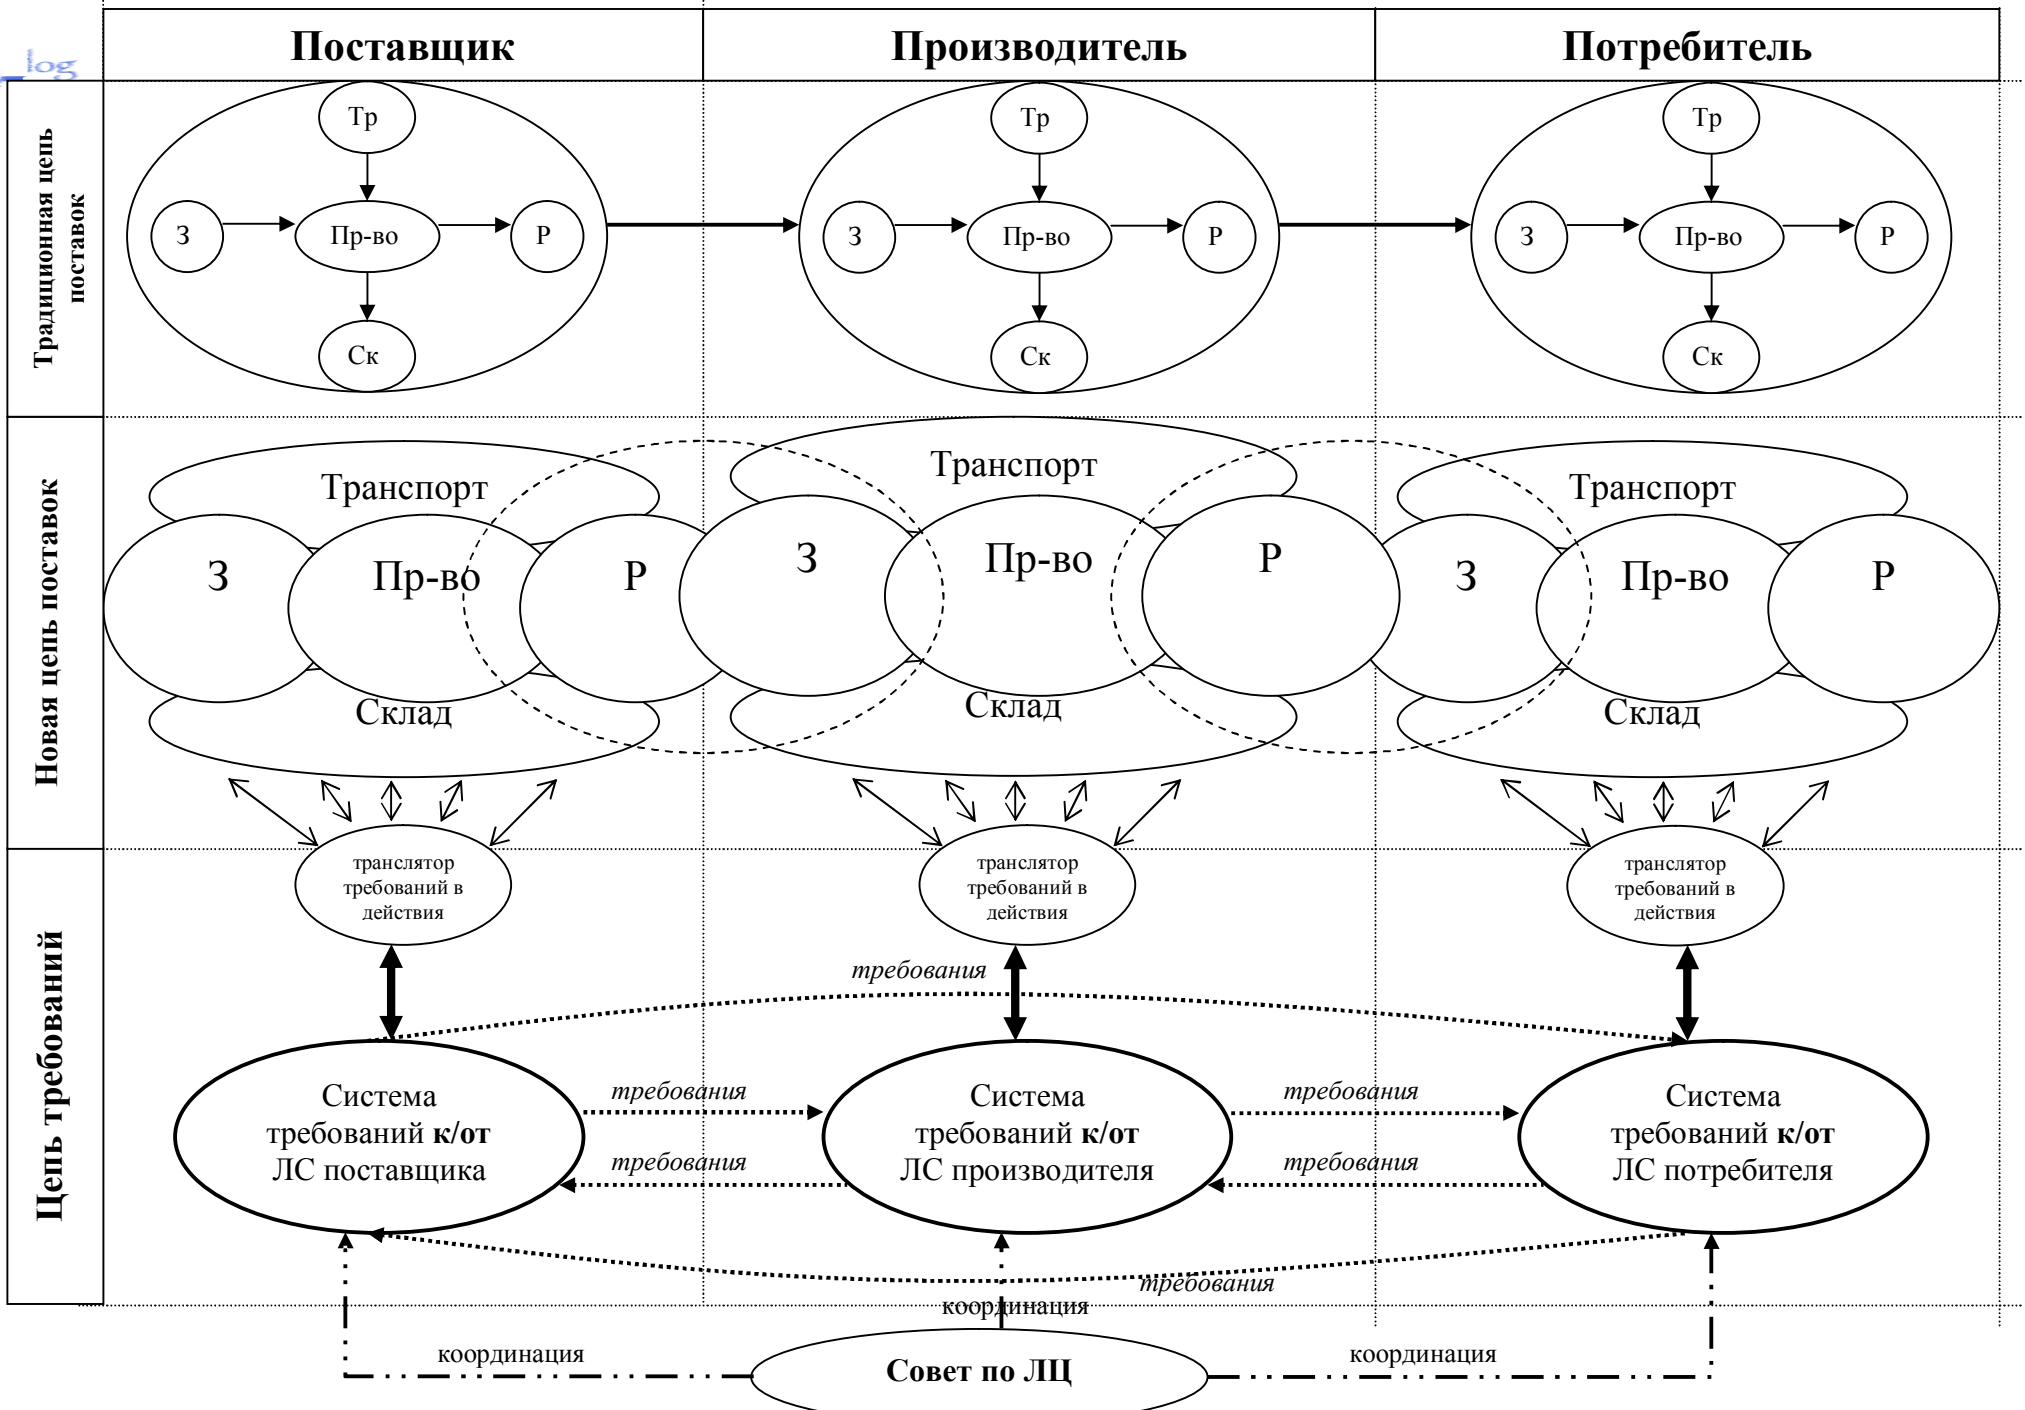 log
Поставщик
Производитель
Потребитель
Традиционная цепь
поставок
Тр
З
Пр-во
Р
Ск
Тр
З
Пр-во
Р
Ск
Тр
З
Пр-во
Р
Ск
Новая цепь поставок
Транспорт
З
Пр-во
Р
Склад
Транспорт
З
Пр-во
Р
Склад
Транспорт
З
Пр-во
Р
Склад
Цепь требований
транслятор
требований в
действия
транслятор
требований в
действия
транслятор
требований в
действия
требования
Система
требований к/от
ЛС поставщика
требования
требования
Система
требований к/от
ЛС производителя
требования
требования
Система
требований к/от
ЛС потребителя
требования
координация
координация
Совет по ЛЦ
координация